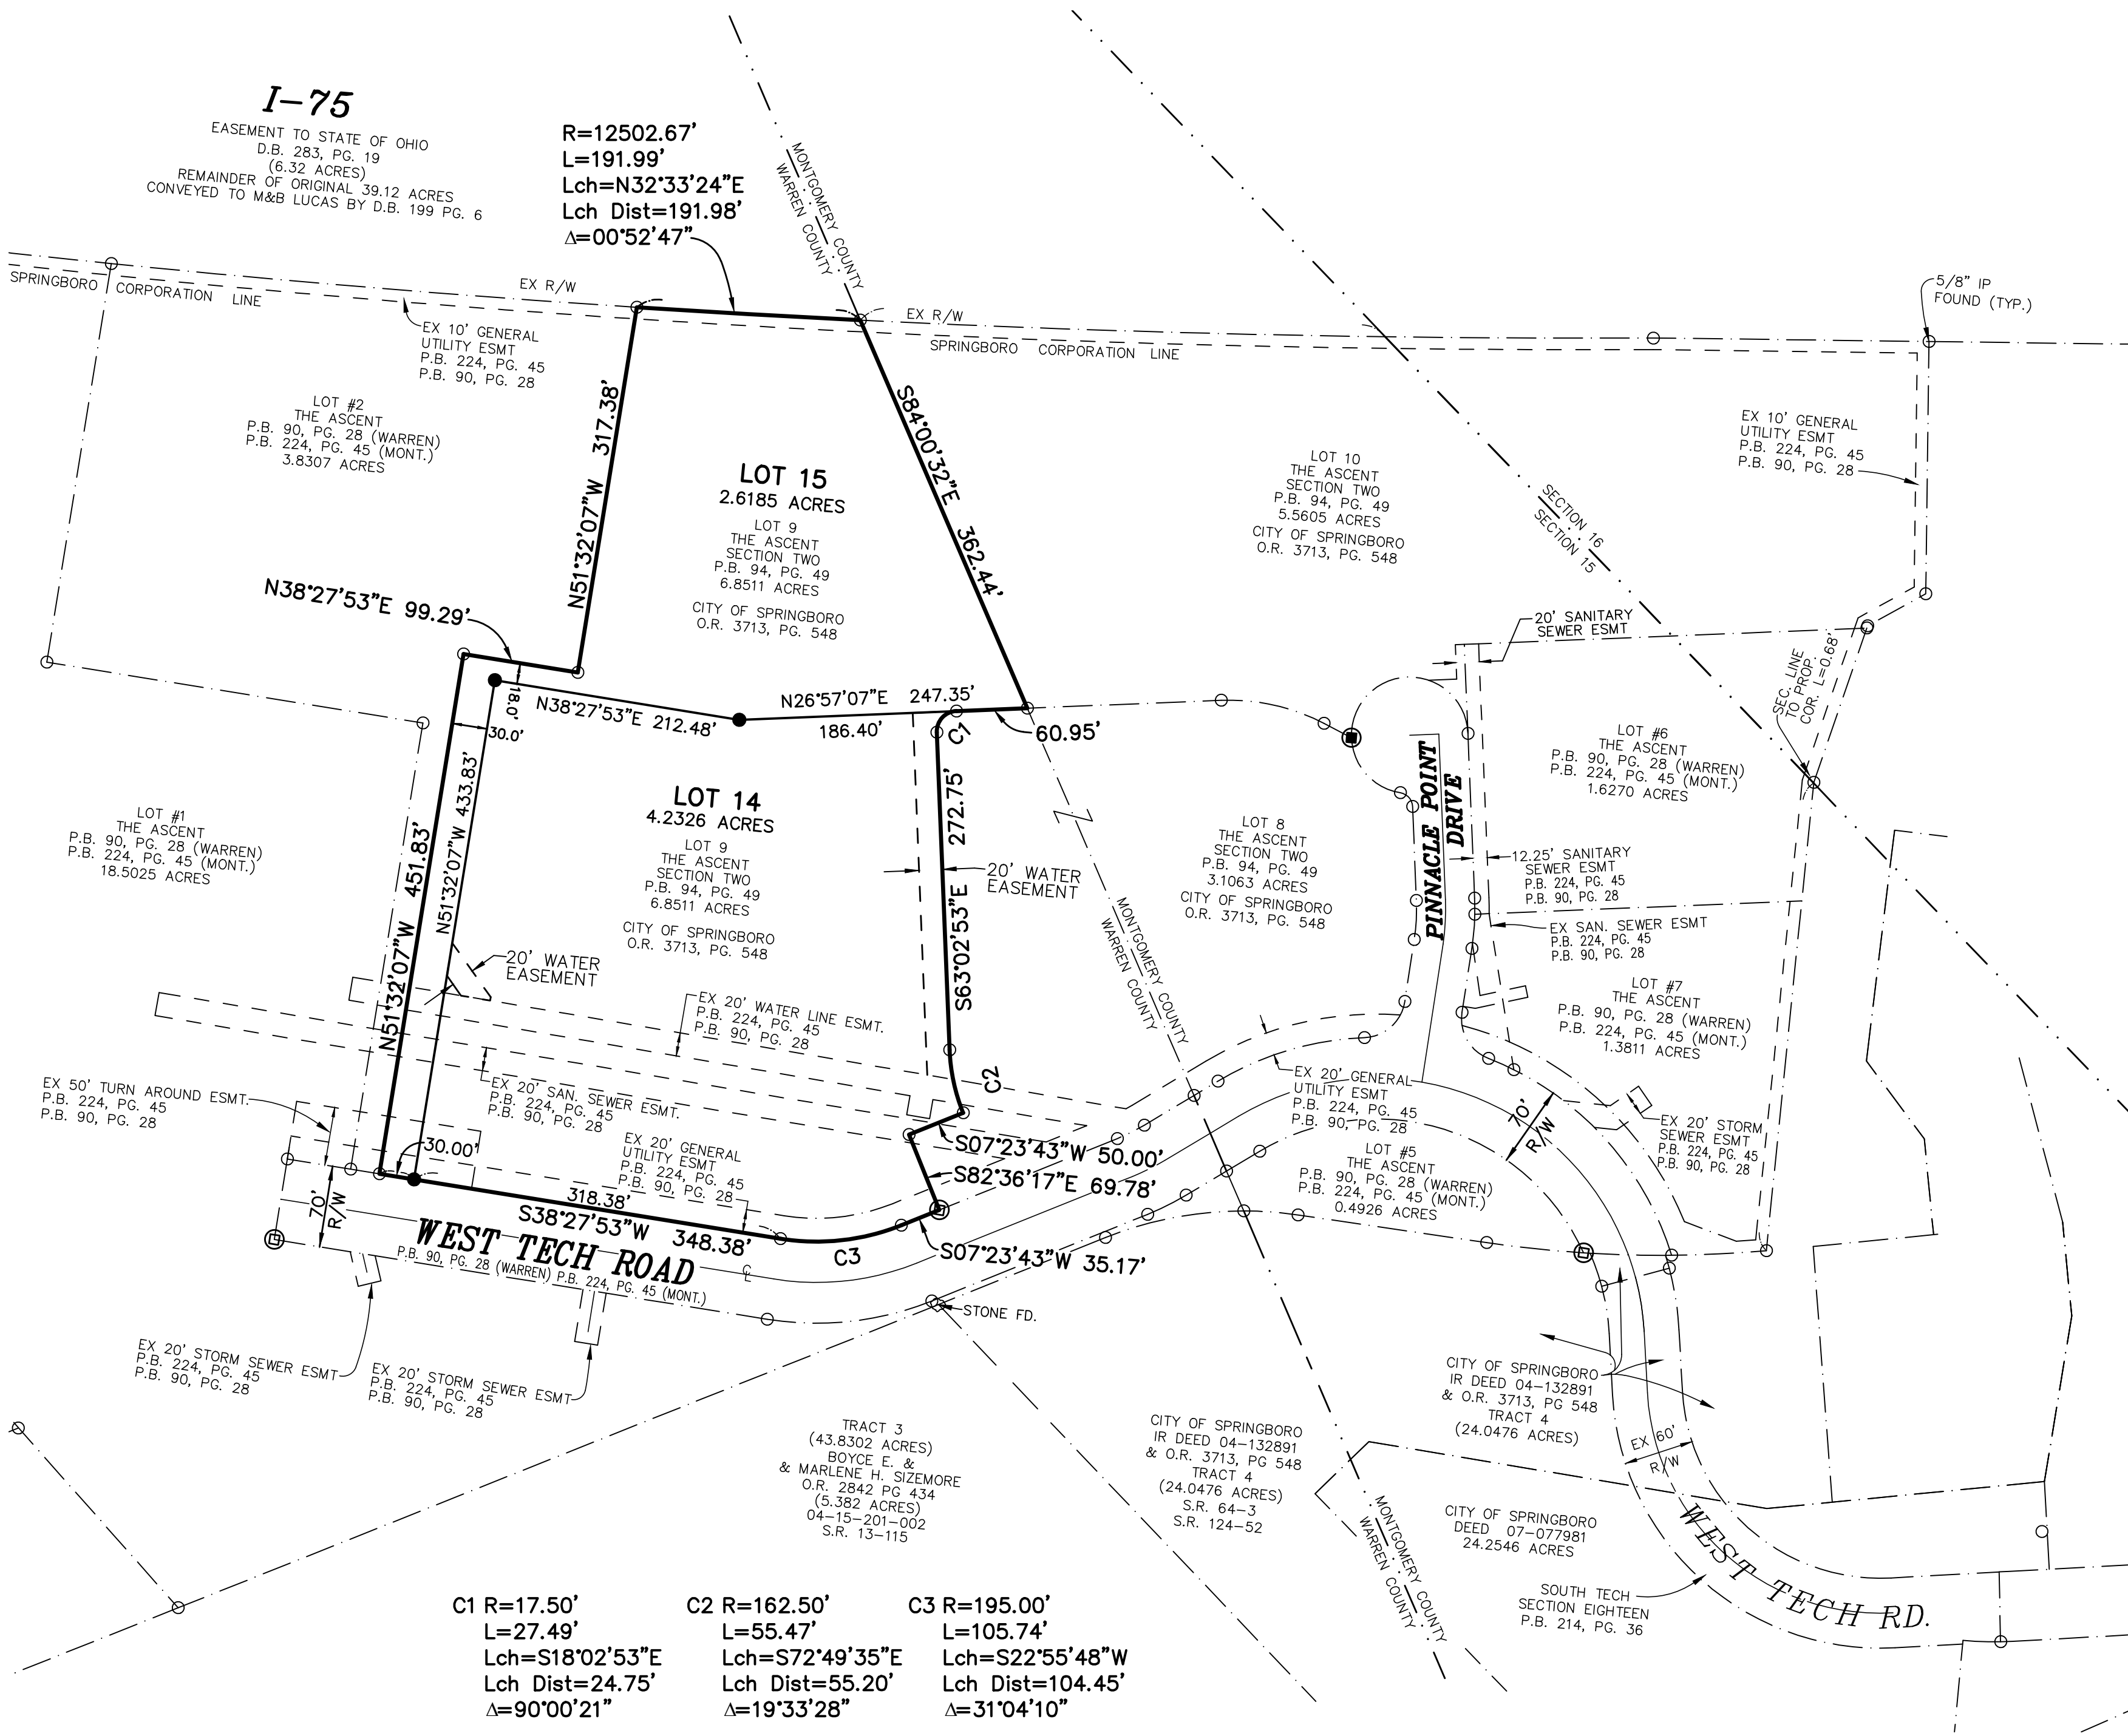 I-75
EASEMENT TO STATE OF OHIO
D.B. 283, PG. 19
(6.32 ACRES)
REMAINDER OF ORIGINAL 39.12 ACRES
CONVEYED TO M&B LUCAS BY D.B. 199 PG. 6
R=12502.67'
L=191.99'
Lch=N32°33'24"E
Lch Dist=191.98'
Δ=00°52'47"
MONTGOMERY COUNTY
WARREN COUNTY
SPRINGBORO CORPORATION LINE
EX R/W
EX R/W
SPRINGBORO CORPORATION LINE
5/8" IP
FOUND (TYP.)
EX 10' GENERAL
UTILITY ESMT
P.B. 224, PG. 45
P.B. 90, PG. 28
LOT #2
THE ASCENT
P.B. 90, PG. 28 (WARREN)
P.B. 224, PG. 45 (MONT.)
3.8307 ACRES
N51°32'07"W 317.38'
S84°00'32"E 362.44'
LOT 15
2.6185 ACRES
LOT 9
THE ASCENT
SECTION TWO
P.B. 94, PG. 49
6.8511 ACRES
CITY OF SPRINGBORO
O.R. 3713, PG. 548
LOT 10
THE ASCENT
SECTION TWO
P.B. 94, PG. 49
5.5605 ACRES
CITY OF SPRINGBORO
O.R. 3713, PG. 548
EX 10' GENERAL
UTILITY ESMT
P.B. 224, PG. 45
P.B. 90, PG. 28
SECTION 16
SECTION 15
N38°27'53"E 99.29'
18.0'
30.0'
N38°27'53"E 212.48'
N26°57'07"E 247.35'
186.40'
60.95'
C1
20' SANITARY
SEWER ESMT
SEC. LINE
TO PROP.
COR. L=0.68'
LOT #6
THE ASCENT
P.B. 90, PG. 28 (WARREN)
P.B. 224, PG. 45 (MONT.)
1.6270 ACRES
PINNACLE POINT
DRIVE
LOT #1
THE ASCENT
P.B. 90, PG. 28 (WARREN)
P.B. 224, PG. 45 (MONT.)
18.5025 ACRES
N51°32'07"W 451.83'
N51°32'07"W 433.83'
LOT 14
4.2326 ACRES
LOT 9
THE ASCENT
SECTION TWO
P.B. 94, PG. 49
6.8511 ACRES
CITY OF SPRINGBORO
O.R. 3713, PG. 548
S63°02'53"E 272.75'
20' WATER
EASEMENT
LOT 8
THE ASCENT
SECTION TWO
P.B. 94, PG. 49
3.1063 ACRES
CITY OF SPRINGBORO
O.R. 3713, PG. 548
12.25' SANITARY
SEWER ESMT
P.B. 224, PG. 45
P.B. 90, PG. 28
EX SAN. SEWER ESMT
P.B. 224, PG. 45
P.B. 90, PG. 28
MONTGOMERY COUNTY
WARREN COUNTY
20' WATER
EASEMENT
EX 20' WATER LINE ESMT.
P.B. 224, PG. 45
P.B. 90, PG. 28
LOT #7
THE ASCENT
P.B. 90, PG. 28 (WARREN)
P.B. 224, PG. 45 (MONT.)
1.3811 ACRES
EX 50' TURN AROUND ESMT.
P.B. 224, PG. 45
P.B. 90, PG. 28
EX 20' SAN. SEWER ESMT.
P.B. 224, PG. 45
P.B. 90, PG. 28
C2
EX 20' GENERAL
UTILITY ESMT
P.B. 224, PG. 45
P.B. 90, PG. 28
70'
R/W
EX 20' STORM
SEWER ESMT
P.B. 224, PG. 45
P.B. 90, PG. 28
30.00'
EX 20' GENERAL
UTILITY ESMT
P.B. 224, PG. 45
P.B. 90, PG. 28
S07°23'43"W 50.00'
S82°36'17"E 69.78'
LOT #5
THE ASCENT
P.B. 90, PG. 28 (WARREN)
P.B. 224, PG. 45 (MONT.)
0.4926 ACRES
70'
R/W
318.38'
S38°27'53"W 348.38'
WEST TECH ROAD
P.B. 90, PG. 28 (WARREN) P.B. 224, PG. 45 (MONT.)
CL
C3
S07°23'43"W 35.17'
STONE FD.
EX 20' STORM SEWER ESMT
P.B. 224, PG. 45
P.B. 90, PG. 28
EX 20' STORM SEWER ESMT
P.B. 224, PG. 45
P.B. 90, PG. 28
TRACT 3
(43.8302 ACRES)
BOYCE E. &
& MARLENE H. SIZEMORE
O.R. 2842 PG 434
(5.382 ACRES)
04-15-201-002
S.R. 13-115
CITY OF SPRINGBORO
IR DEED 04-132891
& O.R. 3713, PG 548
TRACT 4
(24.0476 ACRES)
S.R. 64-3
S.R. 124-52
CITY OF SPRINGBORO
IR DEED 04-132891
& O.R. 3713, PG 548
TRACT 4
(24.0476 ACRES)
EX 60'
R/W
MONTGOMERY COUNTY
WARREN COUNTY
CITY OF SPRINGBORO
DEED 07-077981
24.2546 ACRES
WEST TECH RD.
SOUTH TECH
SECTION EIGHTEEN
P.B. 214, PG. 36
C1 R=17.50'
L=27.49'
Lch=S18°02'53"E
Lch Dist=24.75'
Δ=90°00'21"
C2 R=162.50'
L=55.47'
Lch=S72°49'35"E
Lch Dist=55.20'
Δ=19°33'28"
C3 R=195.00'
L=105.74'
Lch=S22°55'48"W
Lch Dist=104.45'
Δ=31°04'10"